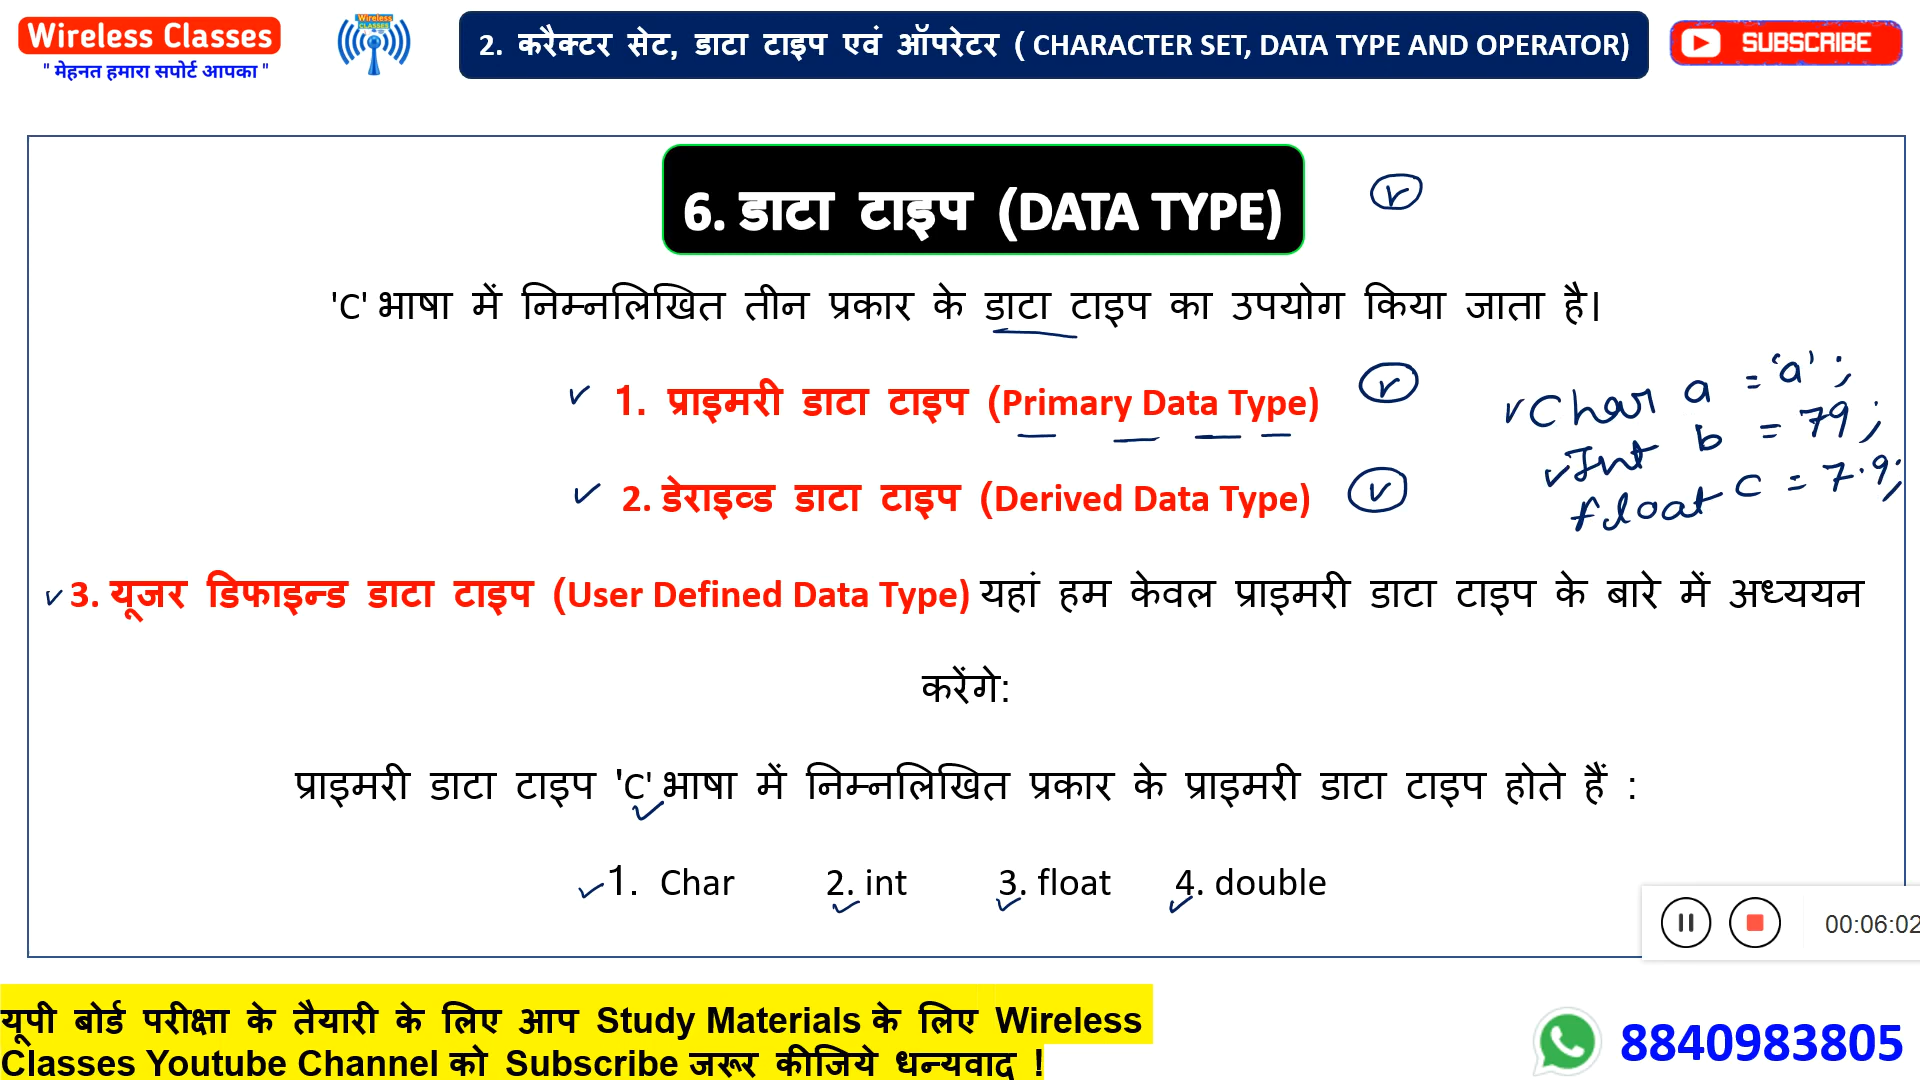 Wireless Classes
" मेहनत हमारा सपोर्ट आपका "
Wireless
CLASSES
2. करैक्टर सेट, डाटा टाइप एवं ऑपरेटर ( CHARACTER SET, DATA TYPE AND OPERATOR)
SUBSCRIBE
6. डाटा टाइप (DATA TYPE)
'C' भाषा में निम्नलिखित तीन प्रकार के डाटा टाइप का उपयोग किया जाता है।
1. प्राइमरी डाटा टाइप (Primary Data Type)
Char a = 'a' ;
Int b = 79 ;
float c = 7.9;
2. डेराइव्ड डाटा टाइप (Derived Data Type)
3. यूजर डिफाइन्ड डाटा टाइप (User Defined Data Type) यहां हम केवल प्राइमरी डाटा टाइप के बारे में अध्ययन
करेंगे:
प्राइमरी डाटा टाइप 'C' भाषा में निम्नलिखित प्रकार के प्राइमरी डाटा टाइप होते हैं :
1. Char 2. int 3. float 4. double
00:06:02
यूपी बोर्ड परीक्षा के तैयारी के लिए आप Study Materials के लिए Wireless
Classes Youtube Channel को Subscribe जरूर कीजिये धन्यवाद !
8840983805